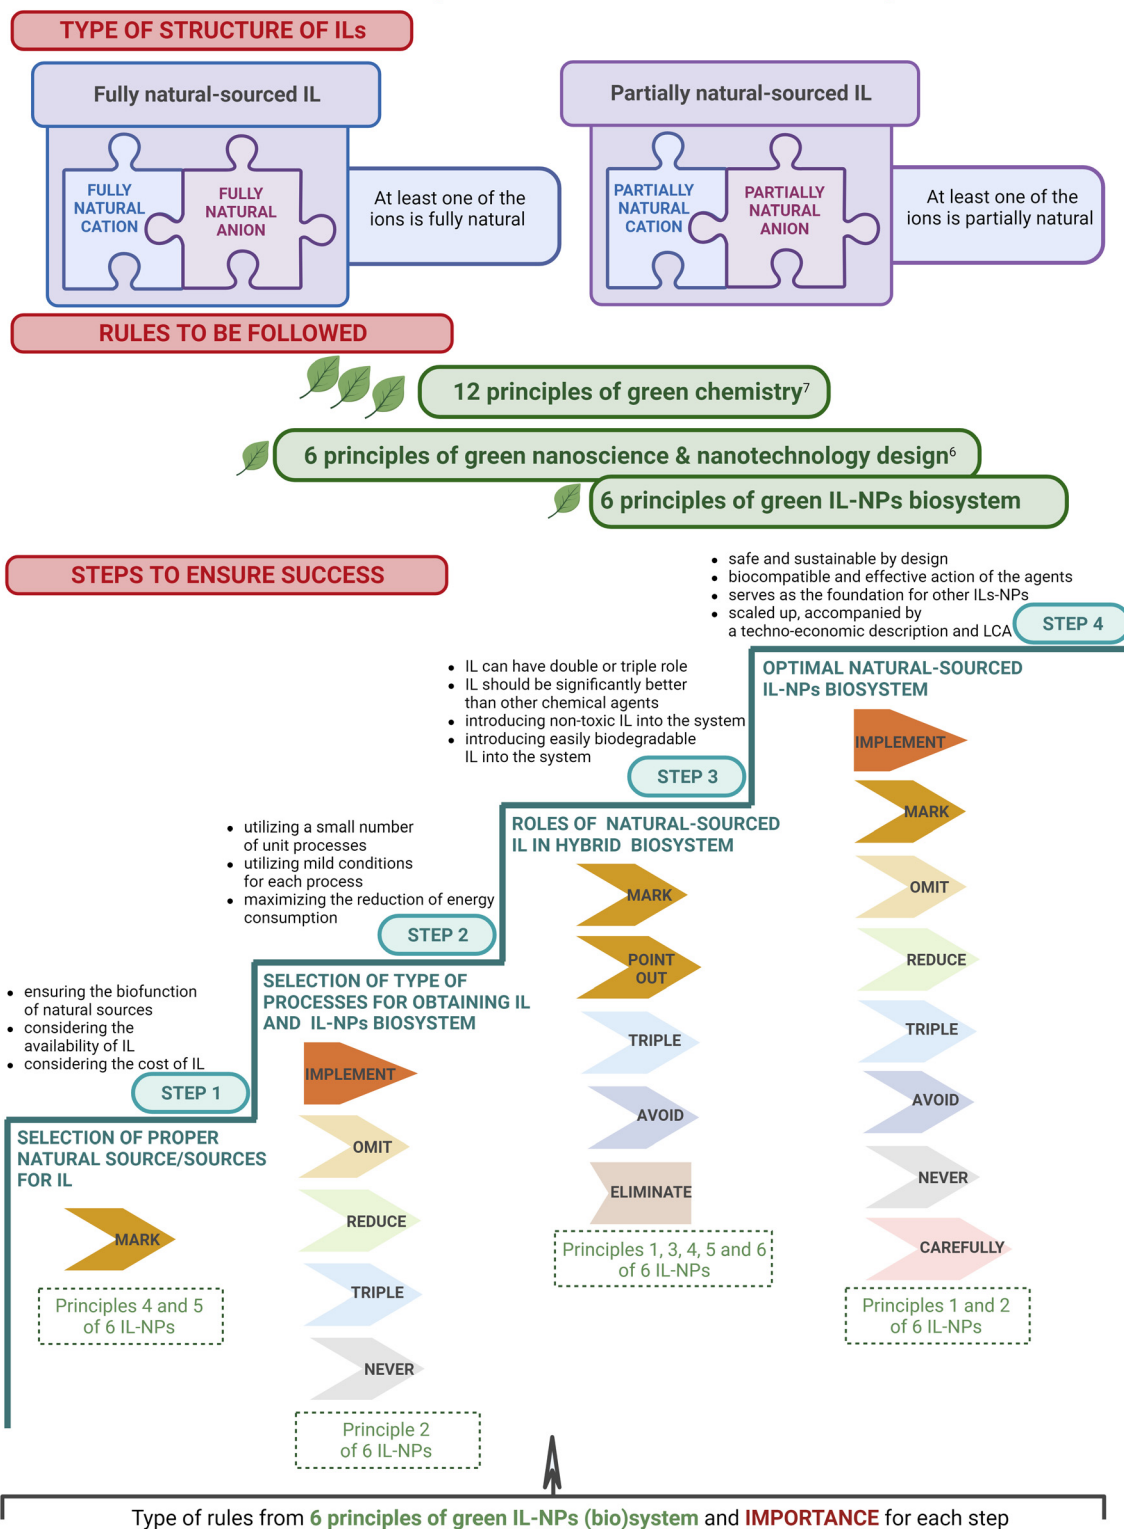 TYPE OF STRUCTURE OF ILs
Fully natural-sourced IL
FULLY
NATURAL
CATION
FULLY
NATURAL
ANION
At least one of the
ions is fully natural
Partially natural-sourced IL
PARTIALLY
NATURAL
CATION
PARTIALLY
NATURAL
ANION
At least one of the
ions is partially natural
RULES TO BE FOLLOWED
12 principles of green chemistry⁷
6 principles of green nanoscience & nanotechnology design⁶
6 principles of green IL-NPs biosystem
STEPS TO ENSURE SUCCESS
• ensuring the biofunction
of natural sources
• considering the
availability of IL
• considering the cost of IL
STEP 1
SELECTION OF PROPER
NATURAL SOURCE/SOURCES
FOR IL
MARK
Principles 4 and 5
of 6 IL-NPs
• utilizing a small number
of unit processes
• utilizing mild conditions
for each process
• maximizing the reduction of energy
consumption
STEP 2
SELECTION OF TYPE OF
PROCESSES FOR OBTAINING IL
AND IL-NPs BIOSYSTEM
IMPLEMENT
OMIT
REDUCE
TRIPLE
NEVER
Principle 2
of 6 IL-NPs
• IL can have double or triple role
• IL should be significantly better
than other chemical agents
• introducing non-toxic IL into the system
• introducing easily biodegradable
IL into the system
STEP 3
ROLES OF NATURAL-SOURCED
IL IN HYBRID BIOSYSTEM
MARK
POINT
OUT
TRIPLE
AVOID
ELIMINATE
Principles 1, 3, 4, 5 and 6
of 6 IL-NPs
• safe and sustainable by design
• biocompatible and effective action of the agents
• serves as the foundation for other ILs-NPs
• scaled up, accompanied by
a techno-economic description and LCA
STEP 4
OPTIMAL NATURAL-SOURCED
IL-NPs BIOSYSTEM
IMPLEMENT
MARK
OMIT
REDUCE
TRIPLE
AVOID
NEVER
CAREFULLY
Principles 1 and 2
of 6 IL-NPs
Type of rules from 6 principles of green IL-NPs (bio)system and IMPORTANCE for each step